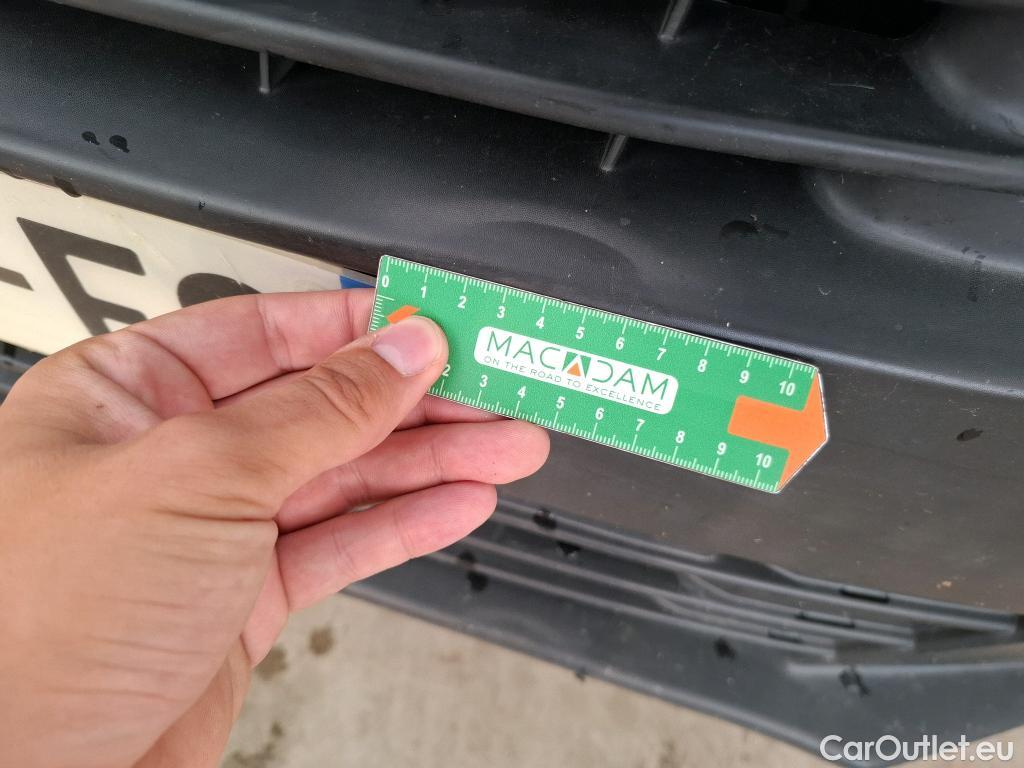 0 1 2 3 4 5 6 7 8 9 10
MACADAM
ON THE ROAD TO EXCELLENCE
2 3 4 5 6 7 8 9 10
CarOutlet.eu